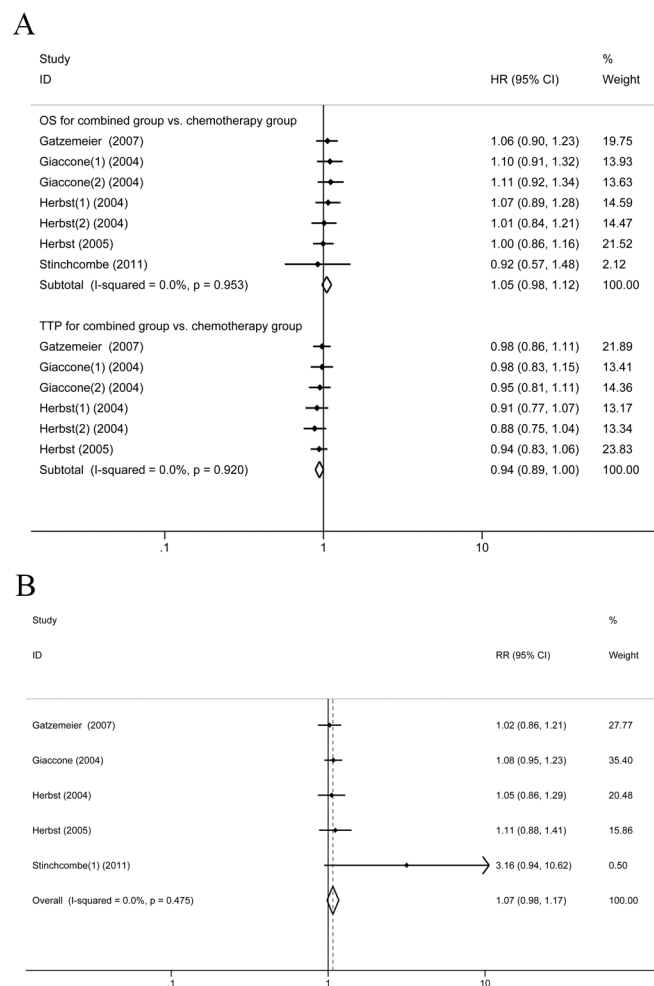 A
Study %
ID HR (95% CI) Weight
OS for combined group vs. chemotherapy group
Gatzemeier (2007) 1.06 (0.90, 1.23) 19.75
Giaccone(1) (2004) 1.10 (0.91, 1.32) 13.93
Giaccone(2) (2004) 1.11 (0.92, 1.34) 13.63
Herbst(1) (2004) 1.07 (0.89, 1.28) 14.59
Herbst(2) (2004) 1.01 (0.84, 1.21) 14.47
Herbst (2005) 1.00 (0.86, 1.16) 21.52
Stinchcombe (2011) 0.92 (0.57, 1.48) 2.12
Subtotal (I-squared = 0.0%, p = 0.953) 1.05 (0.98, 1.12) 100.00
TTP for combined group vs. chemotherapy group
Gatzemeier (2007) 0.98 (0.86, 1.11) 21.89
Giaccone(1) (2004) 0.98 (0.83, 1.15) 13.41
Giaccone(2) (2004) 0.95 (0.81, 1.11) 14.36
Herbst(1) (2004) 0.91 (0.77, 1.07) 13.17
Herbst(2) (2004) 0.88 (0.75, 1.04) 13.34
Herbst (2005) 0.94 (0.83, 1.06) 23.83
Subtotal (I-squared = 0.0%, p = 0.920) 0.94 (0.89, 1.00) 100.00
.1 1 10
B
Study %
ID RR (95% CI) Weight
Gatzemeier (2007) 1.02 (0.86, 1.21) 27.77
Giaccone (2004) 1.08 (0.95, 1.23) 35.40
Herbst (2004) 1.05 (0.86, 1.29) 20.48
Herbst (2005) 1.11 (0.88, 1.41) 15.86
Stinchcombe(1) (2011) 3.16 (0.94, 10.62) 0.50
Overall (I-squared = 0.0%, p = 0.475) 1.07 (0.98, 1.17) 100.00
.1 1 10